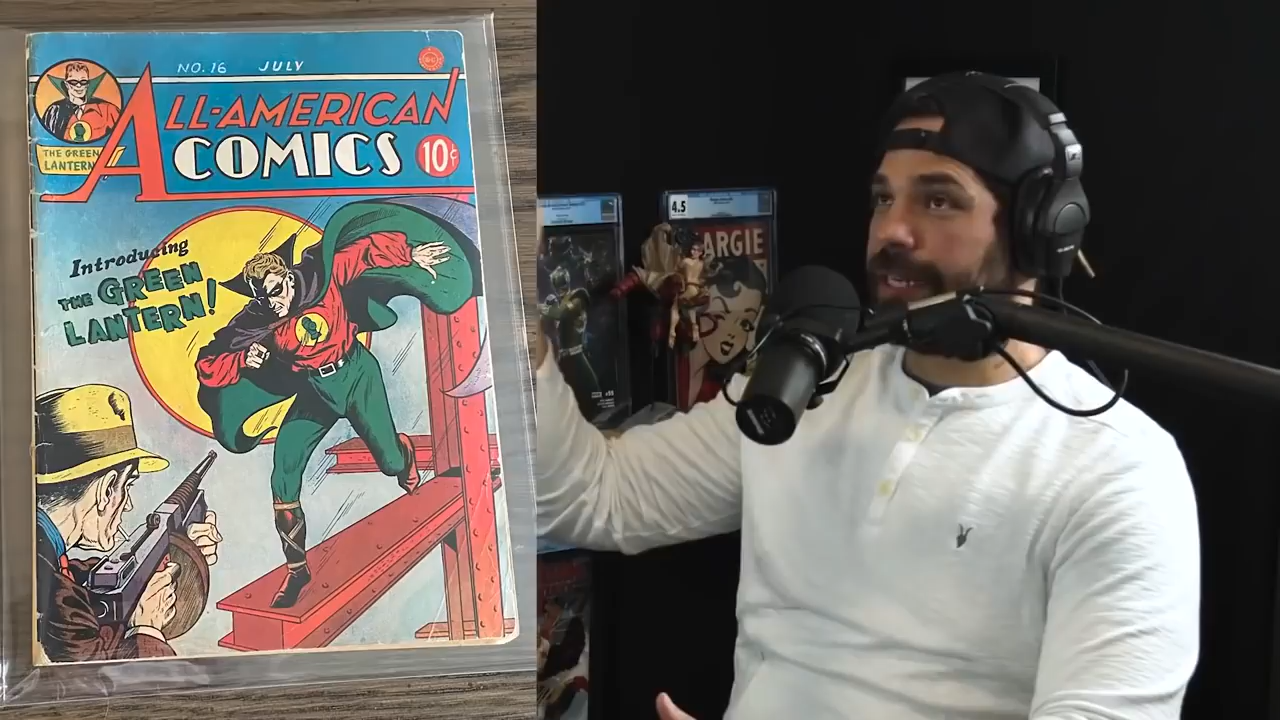 NO. 16 JULY
ALL-AMERICAN
COMICS
10¢
THE GREEN
LANTERN
Introducing
THE GREEN
LANTERN!
4.5
ARGIE